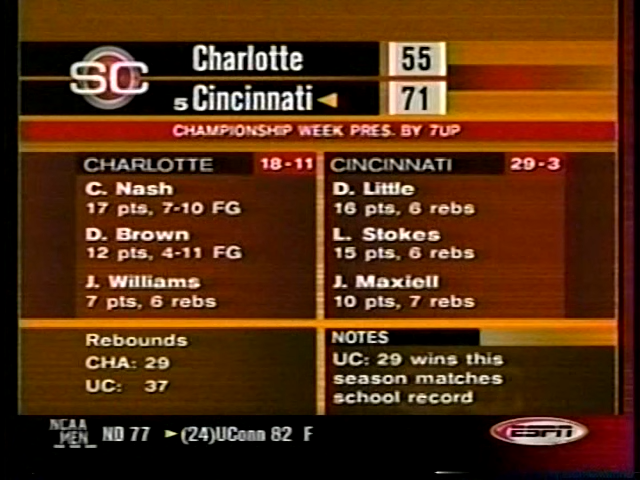 SC
Charlotte 55
5 Cincinnati 71
CHAMPIONSHIP WEEK PRES. BY 7UP
CHARLOTTE 18-11
C. Nash
17 pts, 7-10 FG
D. Brown
12 pts, 4-11 FG
J. Williams
7 pts, 6 rebs
CINCINNATI 29-3
D. Little
16 pts, 6 rebs
L. Stokes
15 pts, 6 rebs
J. Maxiell
10 pts, 7 rebs
Rebounds
CHA: 29
UC: 37
NOTES
UC: 29 wins this
season matches
school record
NCAA
MEN
ND 77 ►(24)UConn 82 F
ESPN